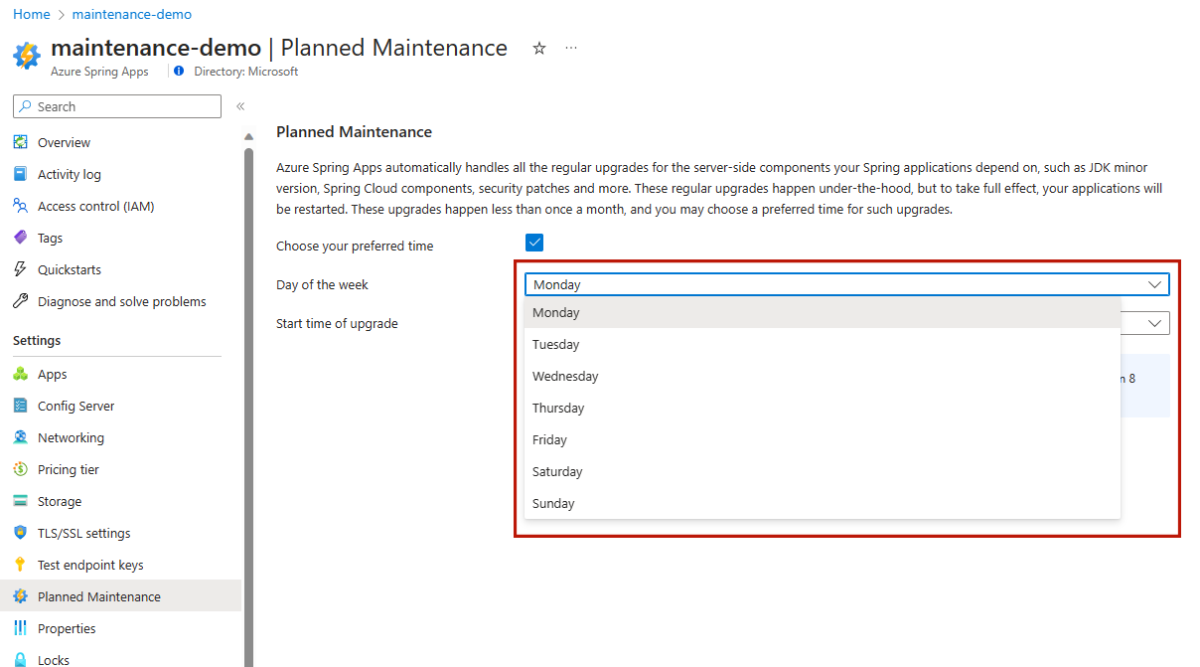 Home > maintenance-demo
maintenance-demo | Planned Maintenance
Azure Spring Apps
Directory: Microsoft
Search
Overview
Activity log
Access control (IAM)
Tags
Quickstarts
Diagnose and solve problems
Settings
Apps
Config Server
Networking
Pricing tier
Storage
TLS/SSL settings
Test endpoint keys
Planned Maintenance
Properties
Locks
Planned Maintenance
Azure Spring Apps automatically handles all the regular upgrades for the server-side components your Spring applications depend on, such as JDK minor
version, Spring Cloud components, security patches and more. These regular upgrades happen under-the-hood, but to take full effect, your applications will
be restarted. These upgrades happen less than once a month, and you may choose a preferred time for such upgrades.
Choose your preferred time
Day of the week
Monday
Start time of upgrade
Monday
Tuesday
Wednesday
Thursday
Friday
Saturday
Sunday
8